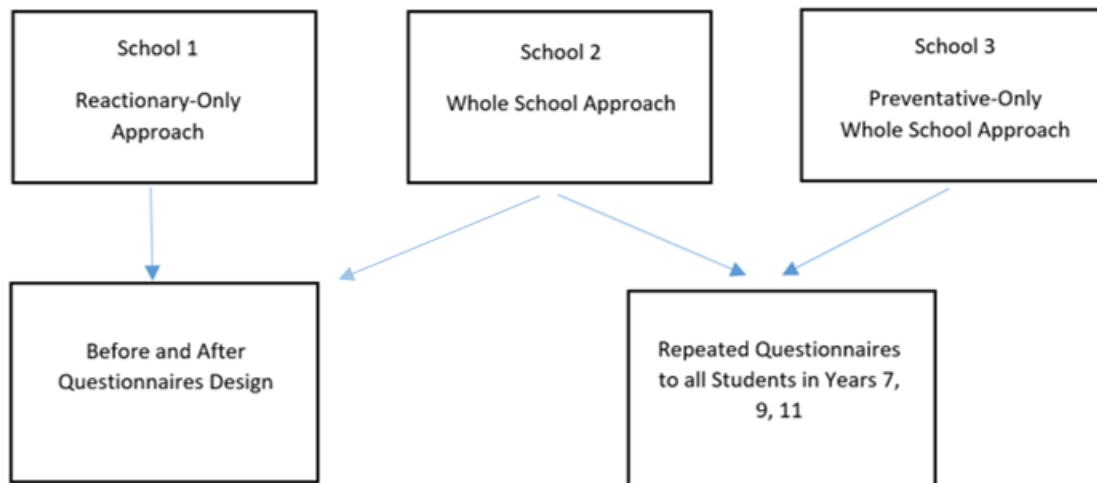 School 1
Reactionary-Only
Approach
School 2
Whole School Approach
School 3
Preventative-Only
Whole School Approach
Before and After
Questionnaires Design
Repeated Questionnaires
to all Students in Years 7,
9, 11